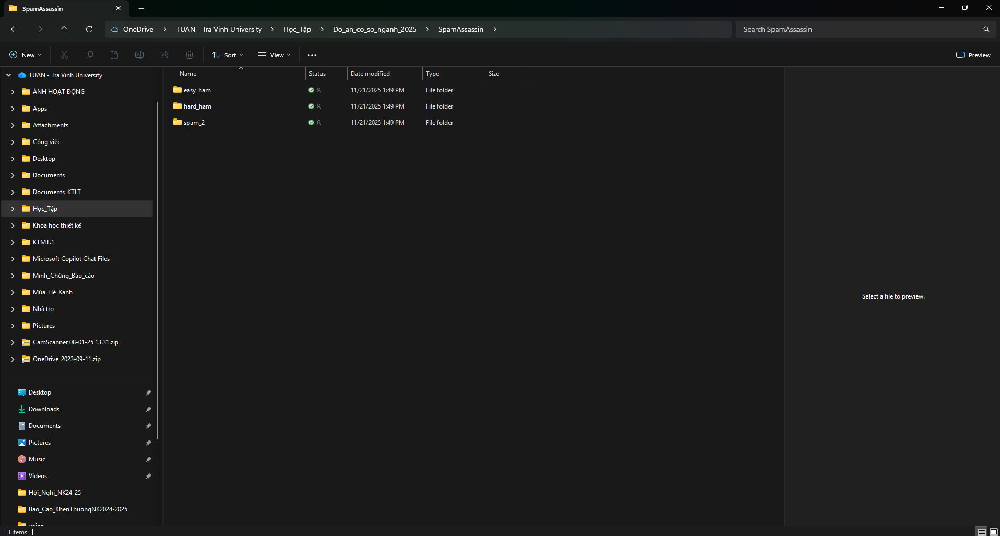 SpamAssassin
OneDrive > TUAN - Tra Vinh University > Học_Tập > Do_an_co_so_nganh_2025 > SpamAssassin >
Search SpamAssassin
New
Sort
View
Preview
TUAN - Tra Vinh University
ẢNH HOẠT ĐỘNG
Apps
Attachments
Công việc
Desktop
Documents
Documents_KTLT
Học_Tập
Khóa học thiết kế
KTMT.1
Microsoft Copilot Chat Files
Minh_Chứng_Báo_cáo
Mùa_Hè_Xanh
Nhà trọ
Pictures
CamScanner 08-01-25 13.31.zip
OneDrive_2023-09-11.zip
Desktop
Downloads
Documents
Pictures
Music
Videos
Hội_Nghị_NK24-25
Bao_Cao_KhenThuongNK2024-2025
voice
Name Status Date modified Type Size
easy_ham 11/21/2025 1:49 PM File folder
hard_ham 11/21/2025 1:49 PM File folder
spam_2 11/21/2025 1:49 PM File folder
Select a file to preview.
3 items